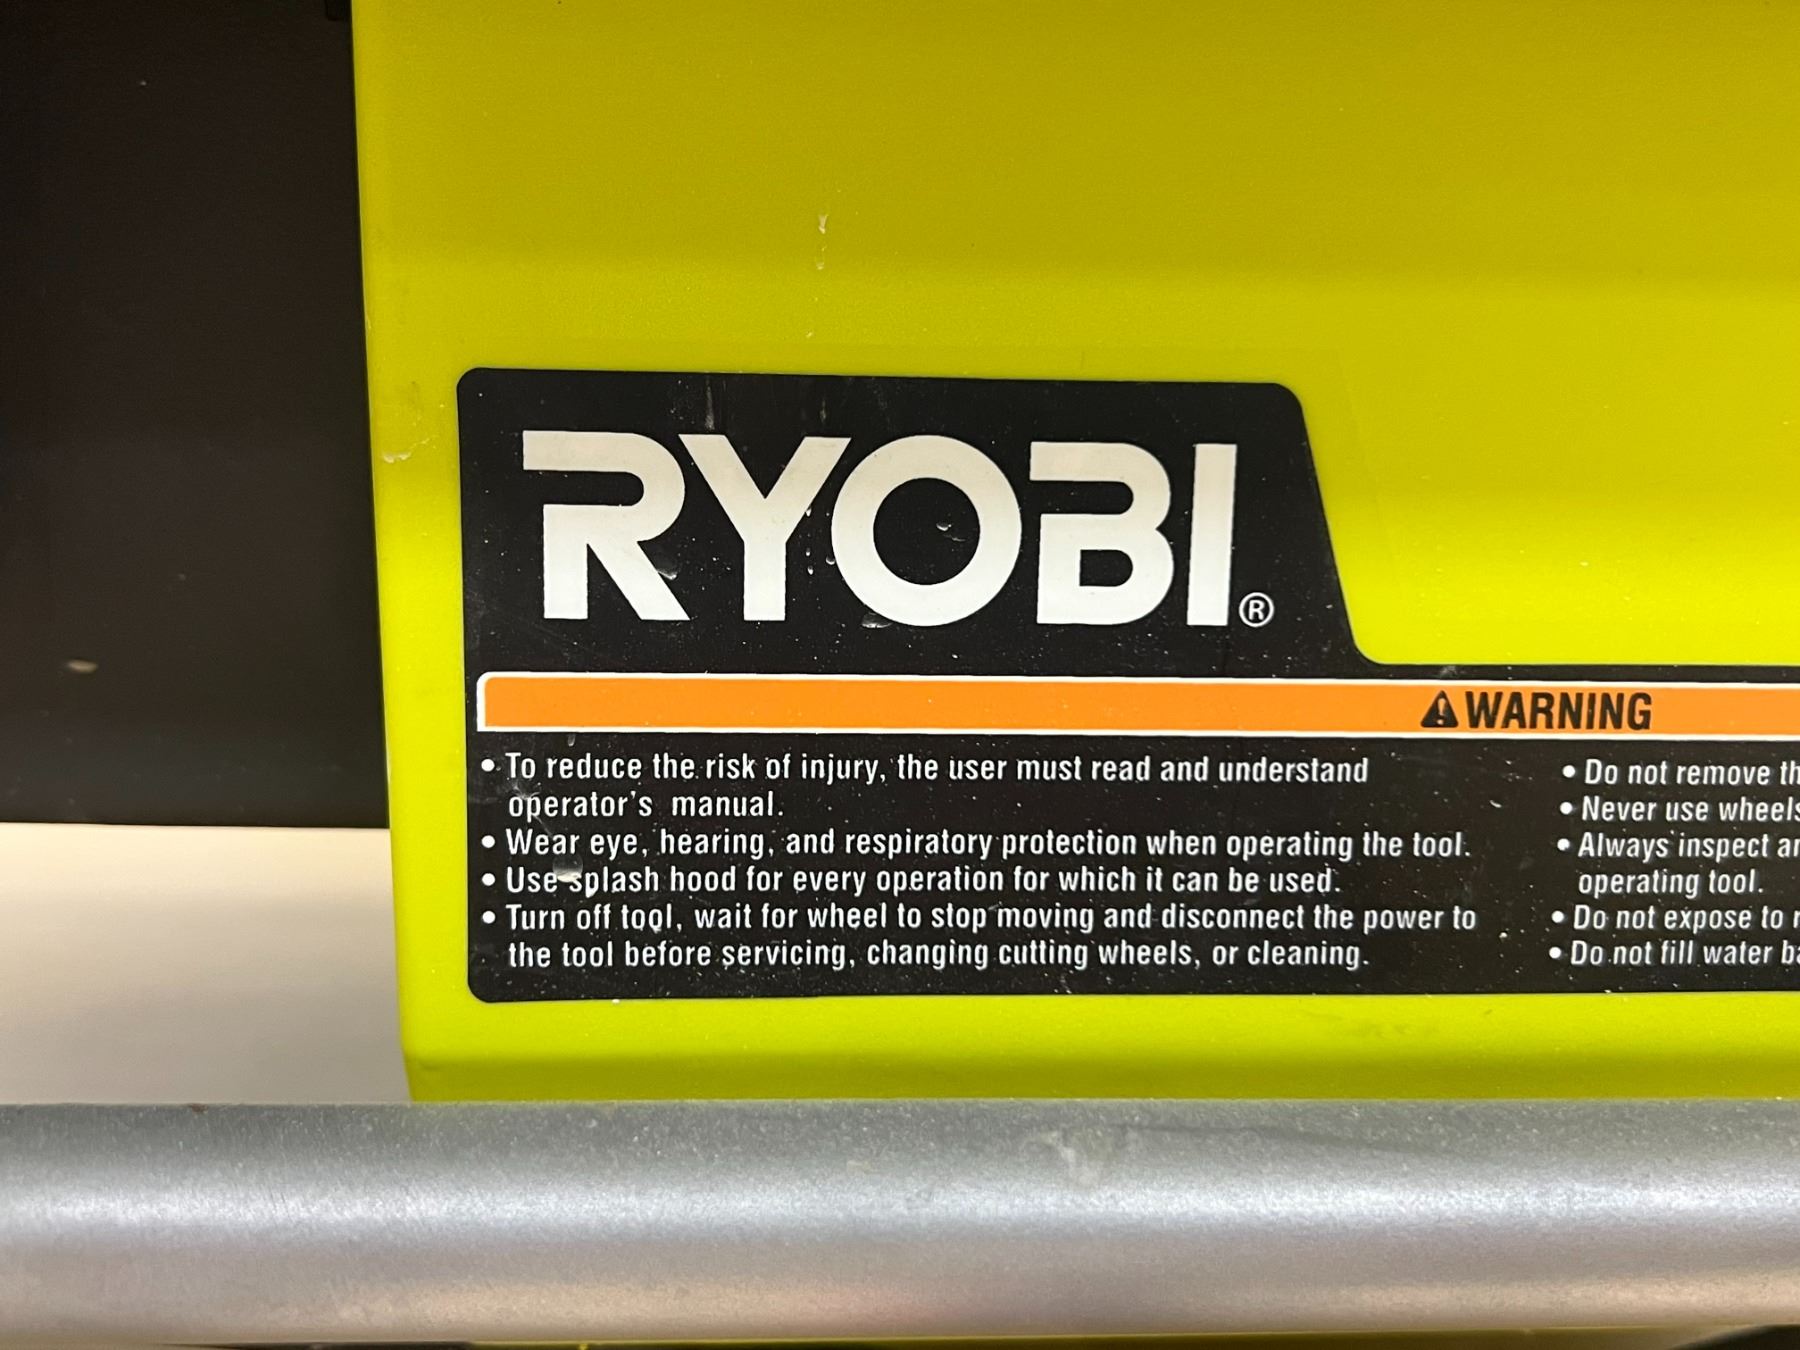 RYOBI®
WARNING
• To reduce the risk of injury, the user must read and understand
operator's manual.
• Wear eye, hearing, and respiratory protection when operating the tool.
• Use splash hood for every operation for which it can be used.
• Turn off tool, wait for wheel to stop moving and disconnect the power to
the tool before servicing, changing cutting wheels, or cleaning.
• Do not remove
• Never use wheels
• Always inspect
operating tool.
• Do not expose to
• Do not fill water